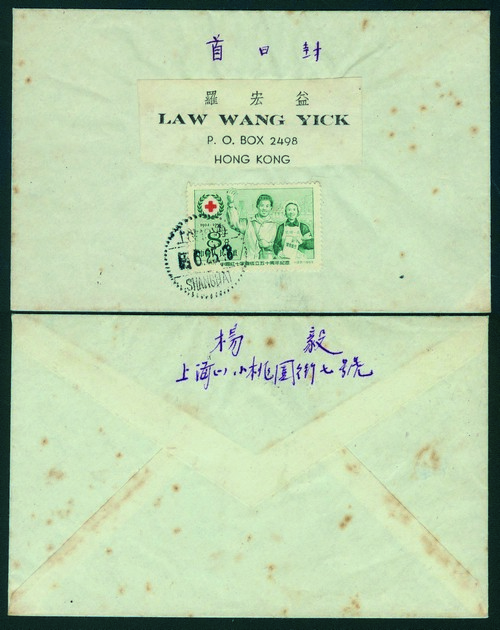 首日封
羅宏益
LAW WANG YICK
P. O. BOX 2498
HONG KONG
8
SHANGHAI
楊毅
上海小桃園街七號